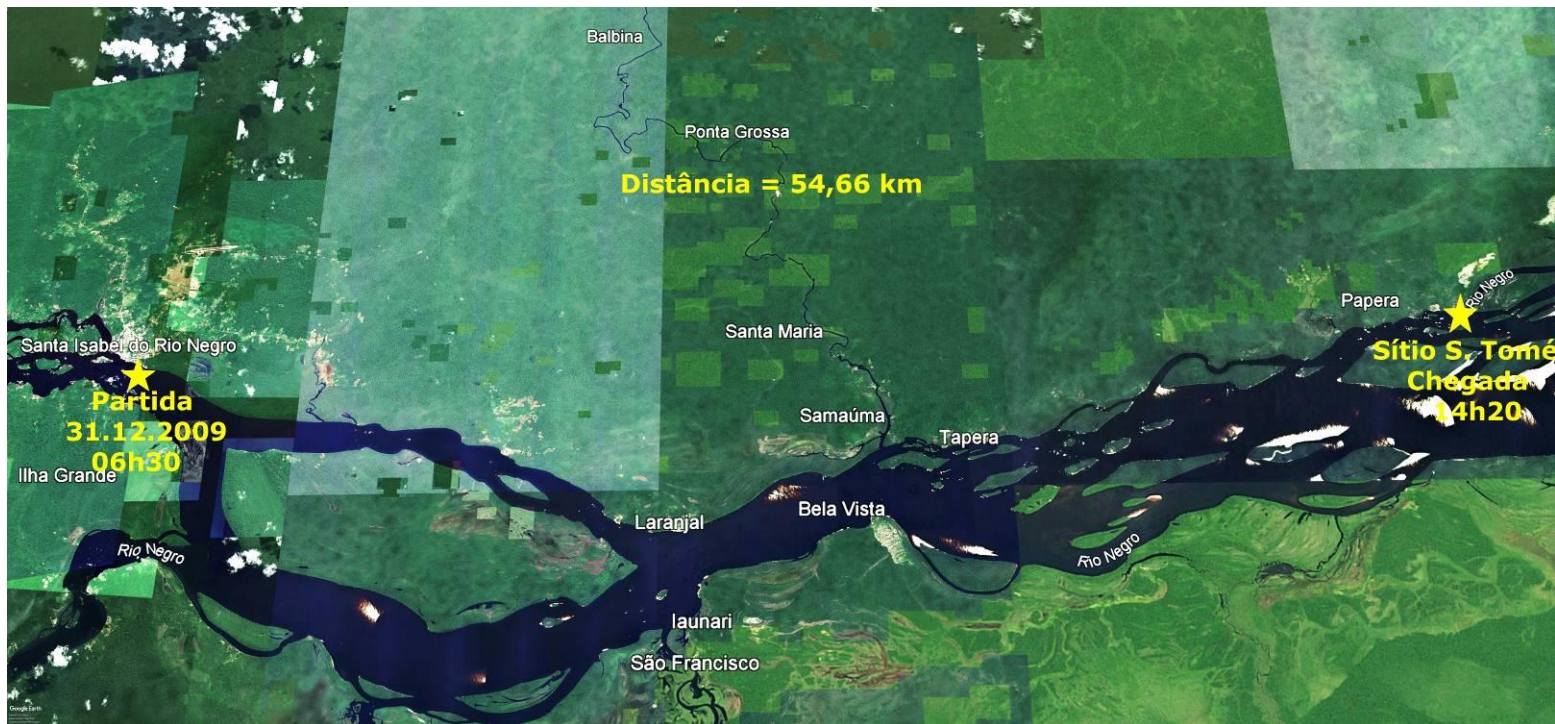 Balbina
Ponta Grossa
Distância = 54,66 km
Papera
Rio Negro
Santa Maria
Santa Isabel do Rio Negro
Sítio S. Tomé
Chegada
14h20
Partida
31.12.2009
06h30
Samaúma
Tapera
Ilha Grande
Bela Vista
Laranjal
Rio Negro
Rio Negro
Iaunari
São Francisco
Google Earth